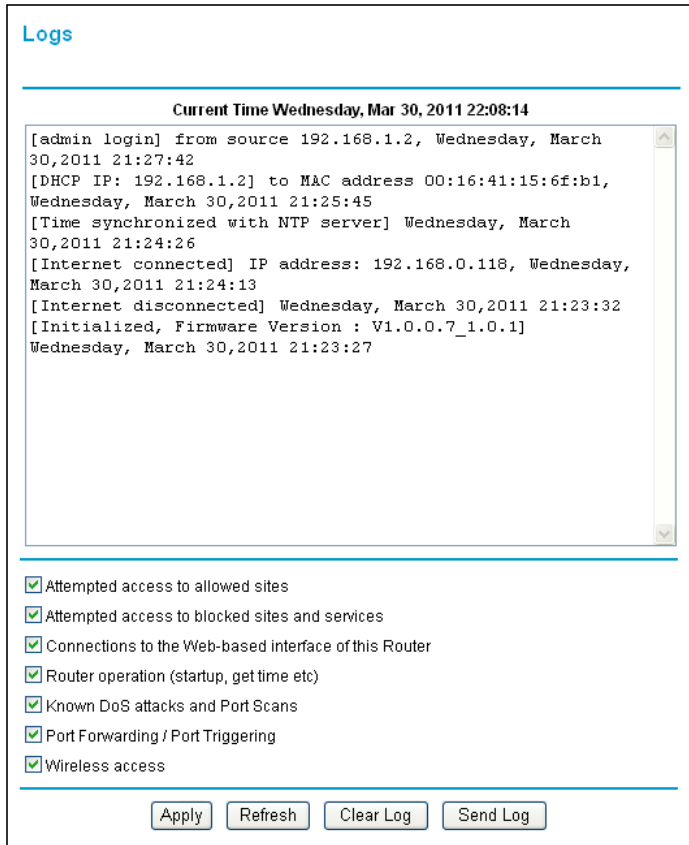 Logs
Current Time Wednesday, Mar 30, 2011 22:08:14
[admin login] from source 192.168.1.2, Wednesday, March
30,2011 21:27:42
[DHCP IP: 192.168.1.2] to MAC address 00:16:41:15:6f:b1,
Wednesday, March 30,2011 21:25:45
[Time synchronized with NTP server] Wednesday, March
30,2011 21:24:26
[Internet connected] IP address: 192.168.0.118, Wednesday,
March 30,2011 21:24:13
[Internet disconnected] Wednesday, March 30,2011 21:23:32
[Initialized, Firmware Version : V1.0.0.7_1.0.1]
Wednesday, March 30,2011 21:23:27
Attempted access to allowed sites
Attempted access to blocked sites and services
Connections to the Web-based interface of this Router
Router operation (startup, get time etc)
Known DoS attacks and Port Scans
Port Forwarding / Port Triggering
Wireless access
Apply Refresh Clear Log Send Log